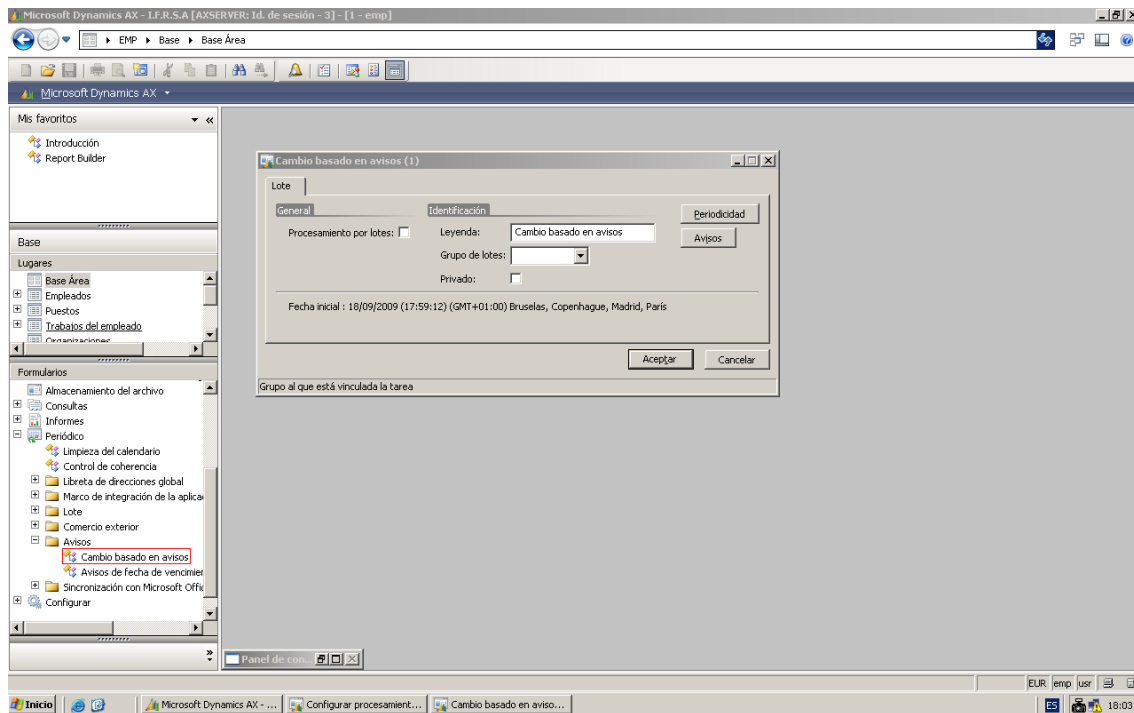 Microsoft Dynamics AX - I.F.R.S.A [AXSERVER: Id. de sesión - 3] - [1 - emp]
EMP Base Base Área
Microsoft Dynamics AX
Mis favoritos
Introducción
Report Builder
Base
Lugares
Base Área
Empleados
Puestos
Trabajos del empleado
Organizaciones
Formularios
Almacenamiento del archivo
Consultas
Informes
Periódico
Limpieza del calendario
Control de coherencia
Libreta de direcciones global
Marco de integración de la aplica
Lote
Comercio exterior
Avisos
Cambio basado en avisos
Avisos de fecha de vencimier
Sincronización con Microsoft Offi
Configurar
Cambio basado en avisos (1)
Lote
General
Procesamiento por lotes:
Identificación
Leyenda: Cambio basado en avisos
Grupo de lotes:
Privado:
Periodicidad
Avisos
Fecha inicial : 18/09/2009 (17:59:12) (GMT+01:00) Bruselas, Copenhague, Madrid, París
Aceptar Cancelar
Grupo al que está vinculada la tarea
Panel de con...
EUR emp usr
Inicio Microsoft Dynamics AX - ... Configurar procesamient... Cambio basado en aviso... ES 18:03